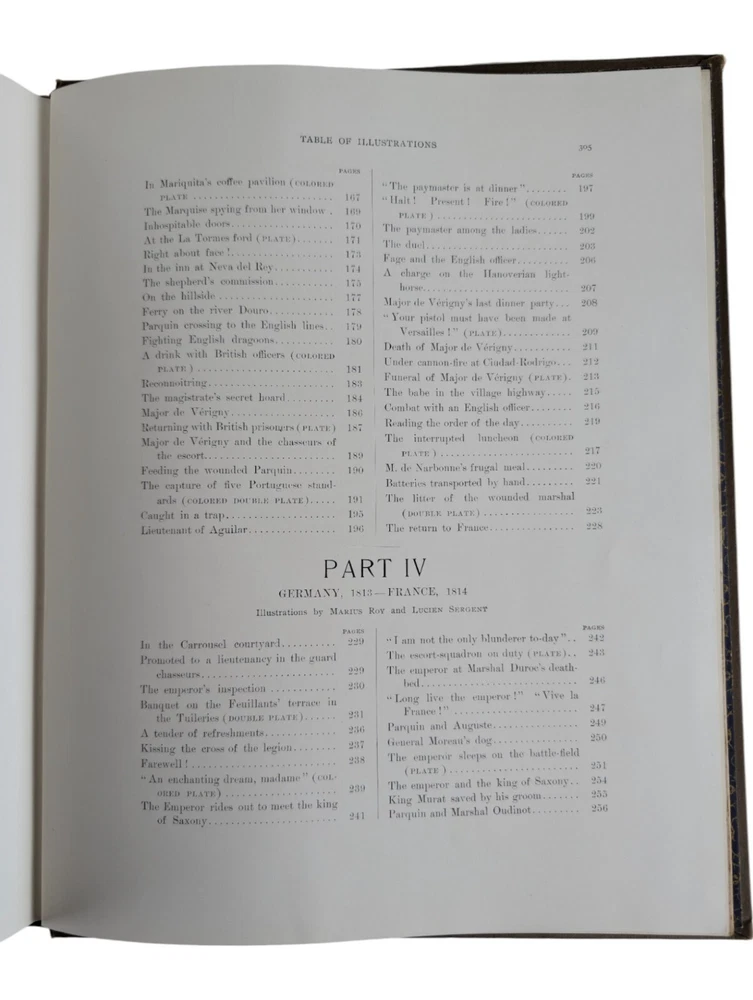 TABLE OF ILLUSTRATIONS
305
PAGES
In Mariquita's coffee pavilion (COLORED
PLATE ..................... 167
The Marquise spying from her window . 169
Inhospitable doors................. 170
At the La Tormes ford (PLATE)...... 171
Right about face!.................. 173
In the inn at Neva del Rey........... 174
The shepherd's commission........... 175
On the hillside .................... 177
Ferry on the river Douro............ 178
Parquin crossing to the English lines.. 179
Fighting English dragoons........... 180
A drink with British officers (COLORED
PLATE )..................... 181
Reconnoitring..................... 183
The magistrate's secret hoard......... 184
Major de Vérigny.................. 186
Returning with British prisoners (PLATE) 187
Major de Vérigny and the chasseurs of
the escort..................... 189
Feeding the wounded Parquin........ 190
The capture of five Portuguese stand-
ards (COLORED DOUBLE PLATE)..... 191
Caught in a trap................... 195
Lieutenant of Aguilar............... 196
PAGES
"The paymaster is at dinner"........ 197
"Halt! Present! Fire!" (COLORED
PLATE )..................... 199
The paymaster among the ladies...... 202
The duel.......................... 203
Fage and the English officer.......... 206
A charge on the Hanoverian light-
horse........................ 207
Major de Vérigny's last dinner party... 208
"Your pistol must have been made at
Versailles!" (PLATE)............ 209
Death of Major de Vérigny........... 211
Under cannon-fire at Ciudad-Rodrigo... 212
Funeral of Major de Vérigny (PLATE). 213
The babe in the village highway...... 215
Combat with an English officer........ 216
Reading the order of the day......... 219
The interrupted luncheon (COLORED
PLATE )..................... 217
M. de Narbonne's frugal meal......... 220
Batteries transported by hand......... 221
The litter of the wounded marshal
(DOUBLE PLATE)................ 223
The return to France................ 228
PART IV
GERMANY, 1813—FRANCE, 1814
Illustrations by MARIUS ROY and LUCIEN SERGENT
PAGES
In the Carrousel courtyard.......... 229
Promoted to a lieutenancy in the guard
chasseurs..................... 229
The emperor's inspection ............ 230
Banquet on the Feuillants' terrace in
the Tuileries (DOUBLE PLATE)...... 231
A tender of refreshments............ 236
Kissing the cross of the legion........ 237
Farewell!......................... 238
"An enchanting dream, madame" (COL-
ORED PLATE) .................. 239
The Emperor rides out to meet the king
of Saxony..................... 241
PAGES
"I am not the only blunderer to-day".. 242
The escort-squadron on duty (PLATE).. 243
The emperor at Marshal Duroc's death-
bed.......................... 246
"Long live the emperor!" "Vive la
France!"..................... 247
Parquin and Auguste................ 249
General Moreau's dog............... 250
The emperor sleeps on the battle-field
(PLATE )..................... 251
The emperor and the king of Saxony.. 254
King Murat saved by his groom....... 255
Parquin and Marshal Oudinot......... 256